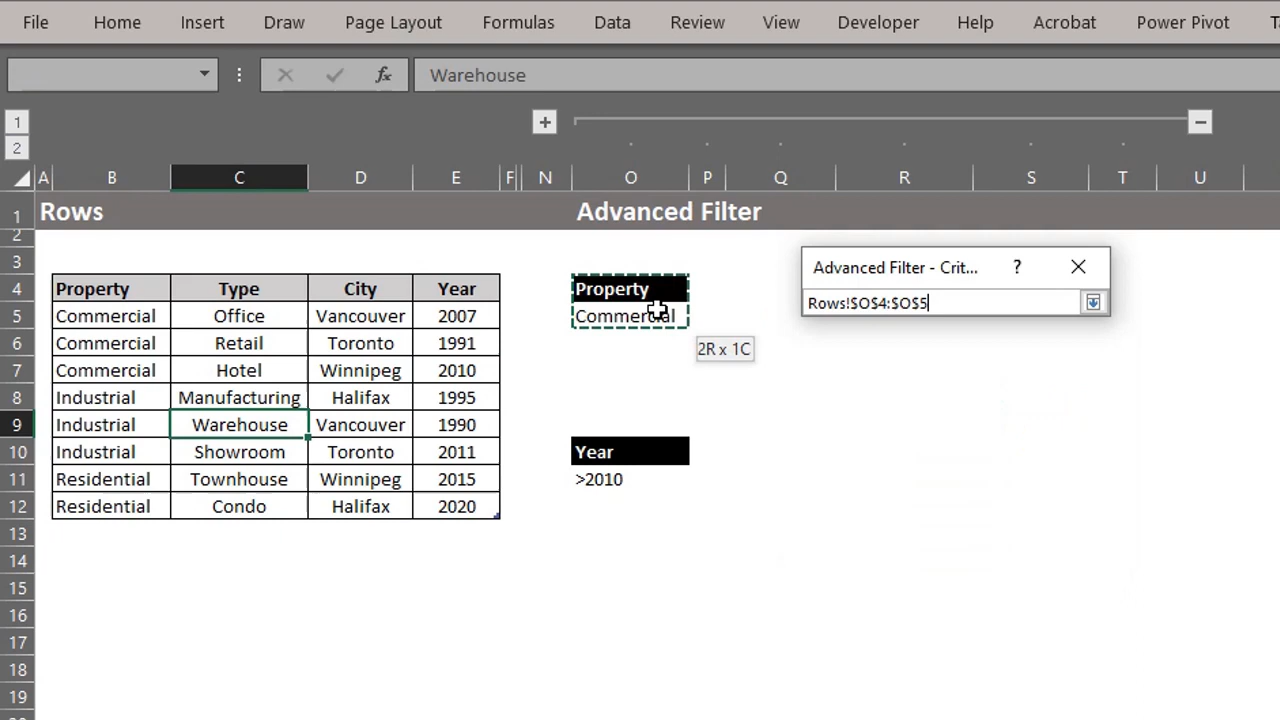 File Home Insert Draw Page Layout Formulas Data Review View Developer Help Acrobat Power Pivot
fx Warehouse
1
2
A B C D E F N O P Q R S T U
1 Rows Advanced Filter
2
3 Advanced Filter - Crit... ?
4 Property Type City Year Property Rows!$O$4:$O$5
5 Commercial Office Vancouver 2007 Commercial
6 Commercial Retail Toronto 1991 2R x 1C
7 Commercial Hotel Winnipeg 2010
8 Industrial Manufacturing Halifax 1995
9 Industrial Warehouse Vancouver 1990
10 Industrial Showroom Toronto 2011 Year
11 Residential Townhouse Winnipeg 2015 >2010
12 Residential Condo Halifax 2020
13
14
15
16
17
18
19